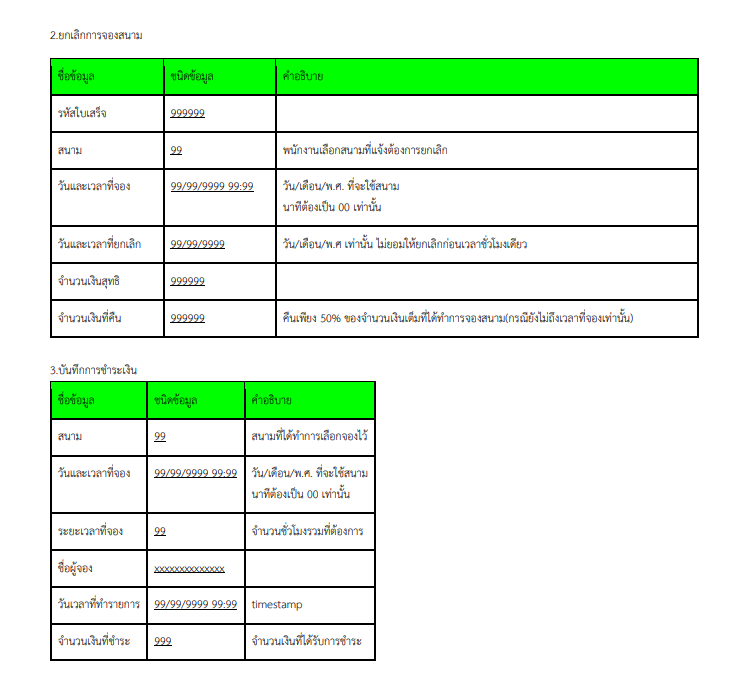 2.ยกเลิกการจองสนาม
ชื่อข้อมูล ชนิดข้อมูล คำอธิบาย
รหัสใบเสร็จ 999999
สนาม 99 พนักงานเลือกสนามที่แจ้งต้องการยกเลิก
วันและเวลาที่จอง 99/99/9999 99:99 วัน/เดือน/พ.ศ. ที่จะใช้สนาม
นาทีต้องเป็น 00 เท่านั้น
วันและเวลาที่ยกเลิก 99/99/9999 วัน/เดือน/พ.ศ เท่านั้น ไม่ยอมให้ยกเลิกก่อนเวลาชั่วโมงเดียว
จำนวนเงินสุทธิ 999999
จำนวนเงินที่คืน 999999 คืนเพียง 50% ของจำนวนเงินเต็มที่ได้ทำการจองสนาม(กรณียังไม่ถึงเวลาที่จองเท่านั้น)
3.บันทึกการชำระเงิน
ชื่อข้อมูล ชนิดข้อมูล คำอธิบาย
สนาม 99 สนามที่ได้ทำการเลือกจองไว้
วันและเวลาที่จอง 99/99/9999 99:99 วัน/เดือน/พ.ศ. ที่จะใช้สนาม
นาทีต้องเป็น 00 เท่านั้น
ระยะเวลาที่จอง 99 จำนวนชั่วโมงรวมที่ต้องการ
ชื่อผู้จอง xxxxxxxxxxxxx
วันเวลาที่ทำรายการ 99/99/9999 99:99 timestamp
จำนวนเงินที่ชำระ 999 จำนวนเงินที่ได้รับการชำระ